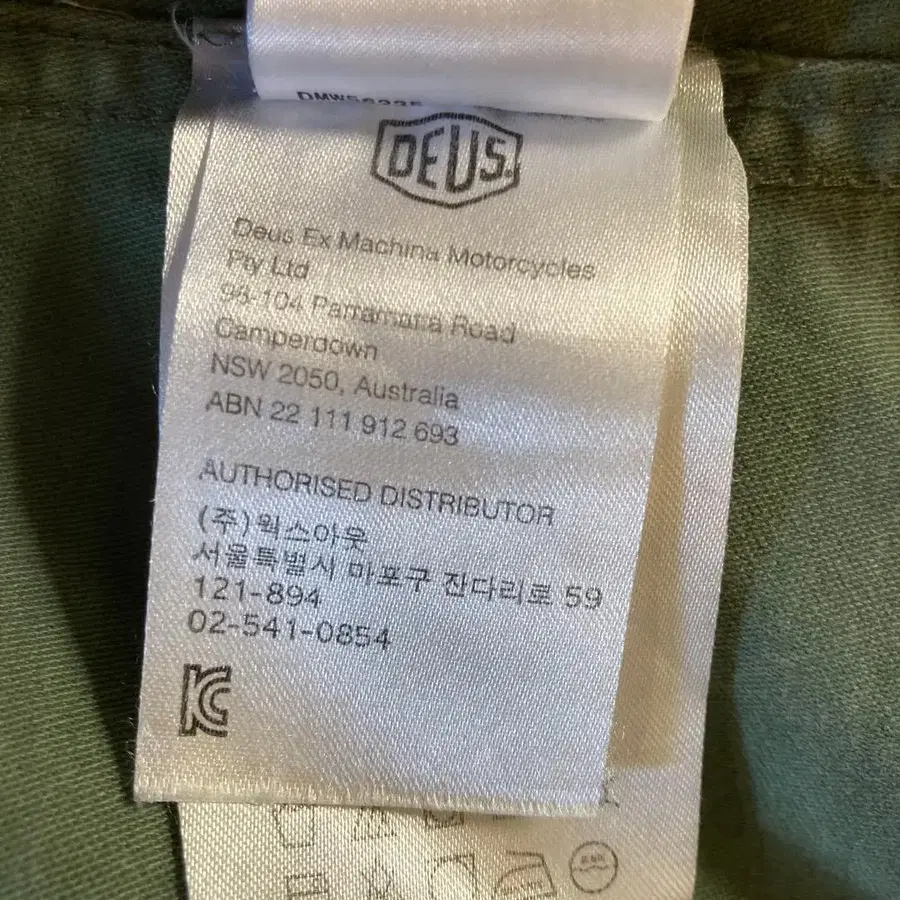 DEUS
Deus Ex Machina Motorcycles
Pty Ltd
98-104 Parramatta Road
Camperdown
NSW 2050, Australia
ABN 22 111 912 693
AUTHORISED DISTRIBUTOR
(주)웍스아웃
서울특별시 마포구 잔다리로 59
121-894
02-541-0854
KC